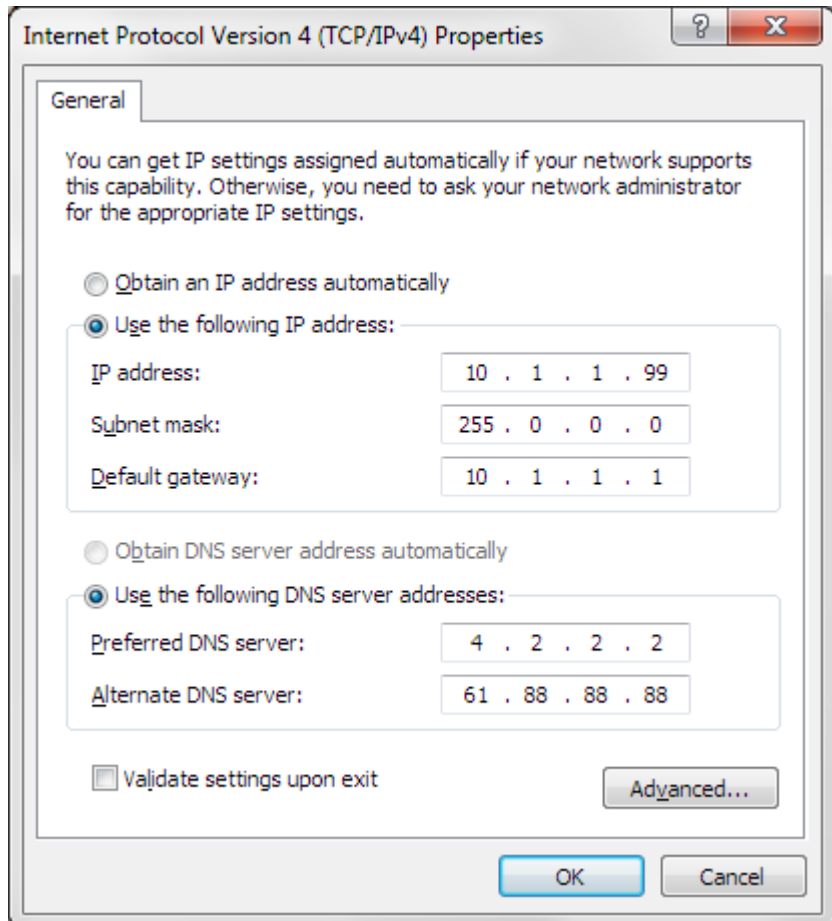 Internet Protocol Version 4 (TCP/IPv4) Properties
General
You can get IP settings assigned automatically if your network supports
this capability. Otherwise, you need to ask your network administrator
for the appropriate IP settings.
Obtain an IP address automatically
Use the following IP address:
IP address: 10 . 1 . 1 . 99
Subnet mask: 255 . 0 . 0 . 0
Default gateway: 10 . 1 . 1 . 1
Obtain DNS server address automatically
Use the following DNS server addresses:
Preferred DNS server: 4 . 2 . 2 . 2
Alternate DNS server: 61 . 88 . 88 . 88
Validate settings upon exit
Advanced...
OK Cancel